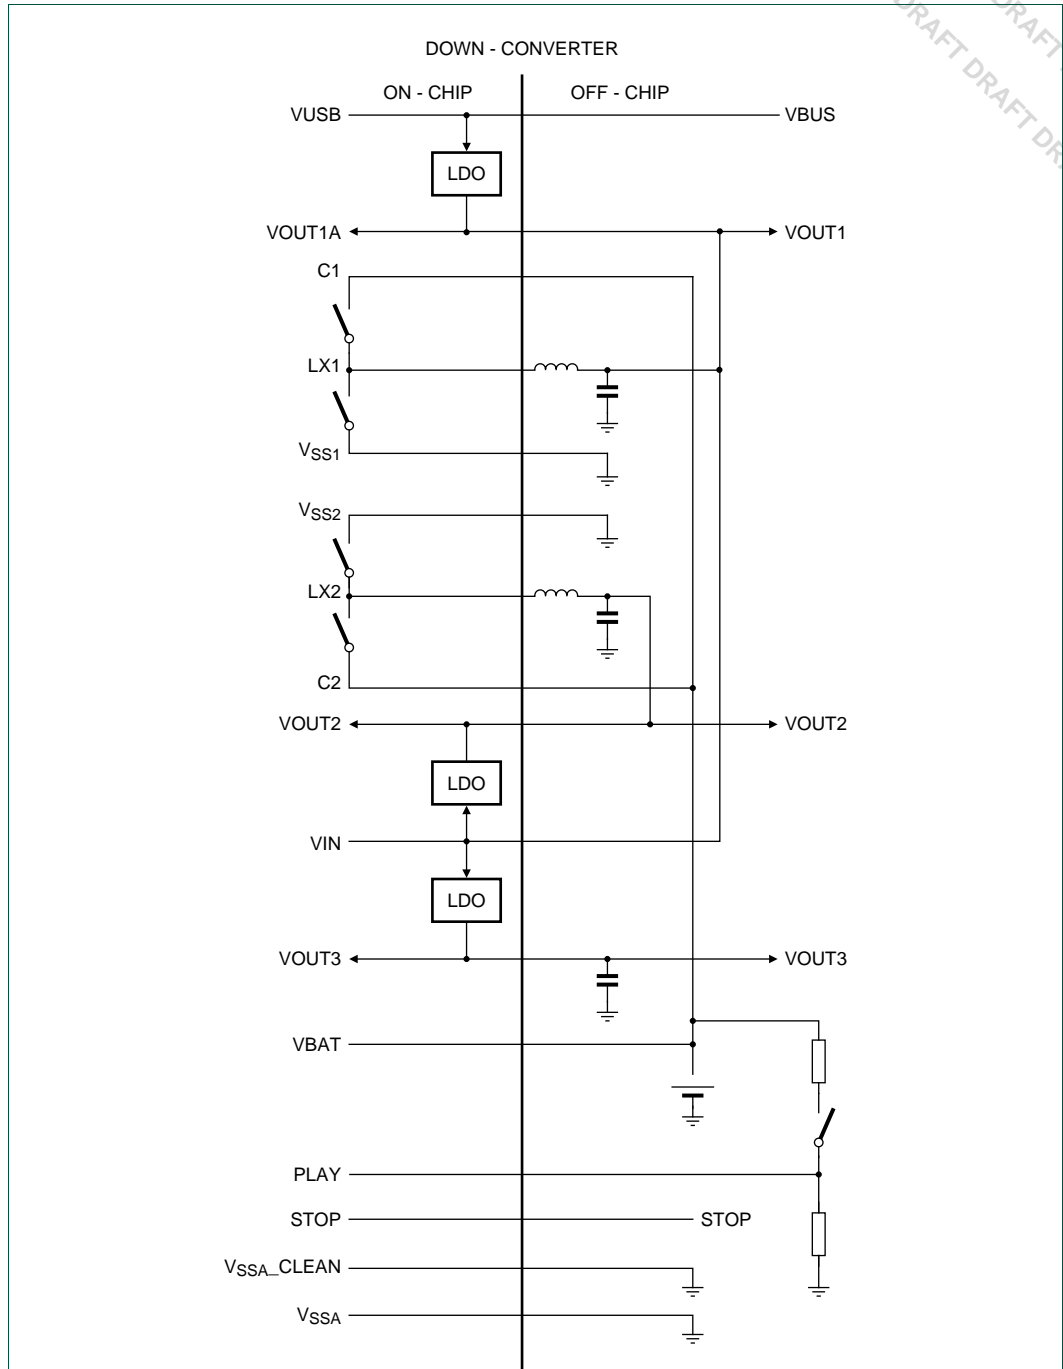 DRAFT
DRAFT DRAFT
DOWN - CONVERTER
ON - CHIP OFF - CHIP
VUSB VBUS
LDO
VOUT1A VOUT1
C1
LX1
VSS1
VSS2
LX2
C2
VOUT2 VOUT2
LDO
VIN
LDO
VOUT3 VOUT3
VBAT
PLAY
STOP STOP
VSSA_CLEAN
VSSA